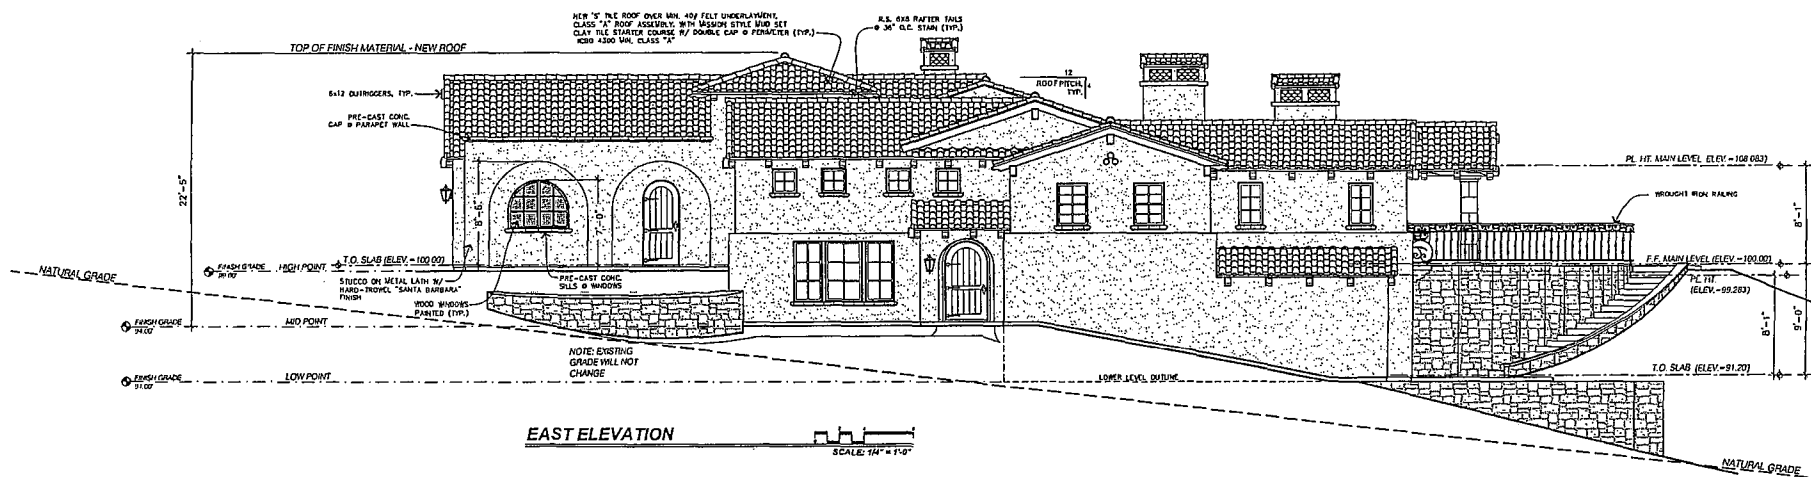 NEW "S" TILE ROOF OVER MIN. 40# FELT UNDERLAYMENT,
CLASS "A" ROOF ASSEMBLY, WITH MISSION STYLE MUD SET
CLAY TILE STARTER COURSE W/ DOUBLE CAP @ PERIMETER (TYP.)
ICBO 4300 MIN. CLASS "A"
R.S. 6X8 RAFTER TAILS
@ 36" O.C. STAIN (TYP.)
TOP OF FINISH MATERIAL - NEW ROOF
12
4
ROOF PITCH,
TYP.
6x12 OUTRIGGERS, TYP.
PRE-CAST CONC.
CAP @ PARAPET WALL
22'-5"
8'-6"
7'-0"
PL. HT. MAIN LEVEL ELEV. = 108.083)
WROUGHT IRON RAILING
8'-1"
NATURAL GRADE
FINISH GRADE
HIGH POINT
T.O. SLAB (ELEV. = 100.00)
F.F. MAIN LEVEL (ELEV. = 100.00)
STUCCO ON METAL LATH W/
HARD-TROWEL "SANTA BARBARA"
FINISH
PRE-CAST CONC.
SILLS @ WINDOWS
WOOD WINDOWS
PAINTED (TYP.)
PL. HT.
(ELEV.=99.283)
8'-1"
9'-0"
FINISH GRADE
94.00'
MID POINT
NOTE: EXISTING
GRADE WILL NOT
CHANGE
FINISH GRADE
91.00'
LOW POINT
LOWER LEVEL OUTLINE
T.O. SLAB (ELEV.=91.20)
EAST ELEVATION
SCALE: 1/4" = 1'-0"
NATURAL GRADE